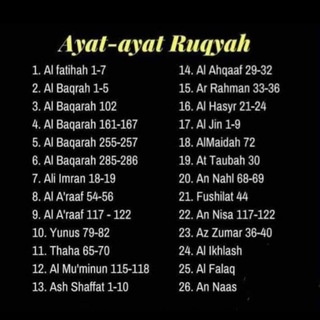 Ayat-ayat Ruqyah
1. Al fatihah 1-7
2. Al Baqrah 1-5
3. Al Baqarah 102
4. Al Baqarah 161-167
5. Al Baqarah 255-257
6. Al Baqarah 285-286
7. Ali Imran 18-19
8. Al A'raaf 54-56
9. Al A'raaf 117 - 122
10. Yunus 79-82
11. Thaha 65-70
12. Al Mu'minun 115-118
13. Ash Shaffat 1-10
14. Al Ahqaaf 29-32
15. Ar Rahman 33-36
16. Al Hasyr 21-24
17. Al Jin 1-9
18. AlMaidah 72
19. At Taubah 30
20. An Nahl 68-69
21. Fushilat 44
22. An Nisa 117-122
23. Az Zumar 36-40
24. Al Ikhlash
25. Al Falaq
26. An Naas